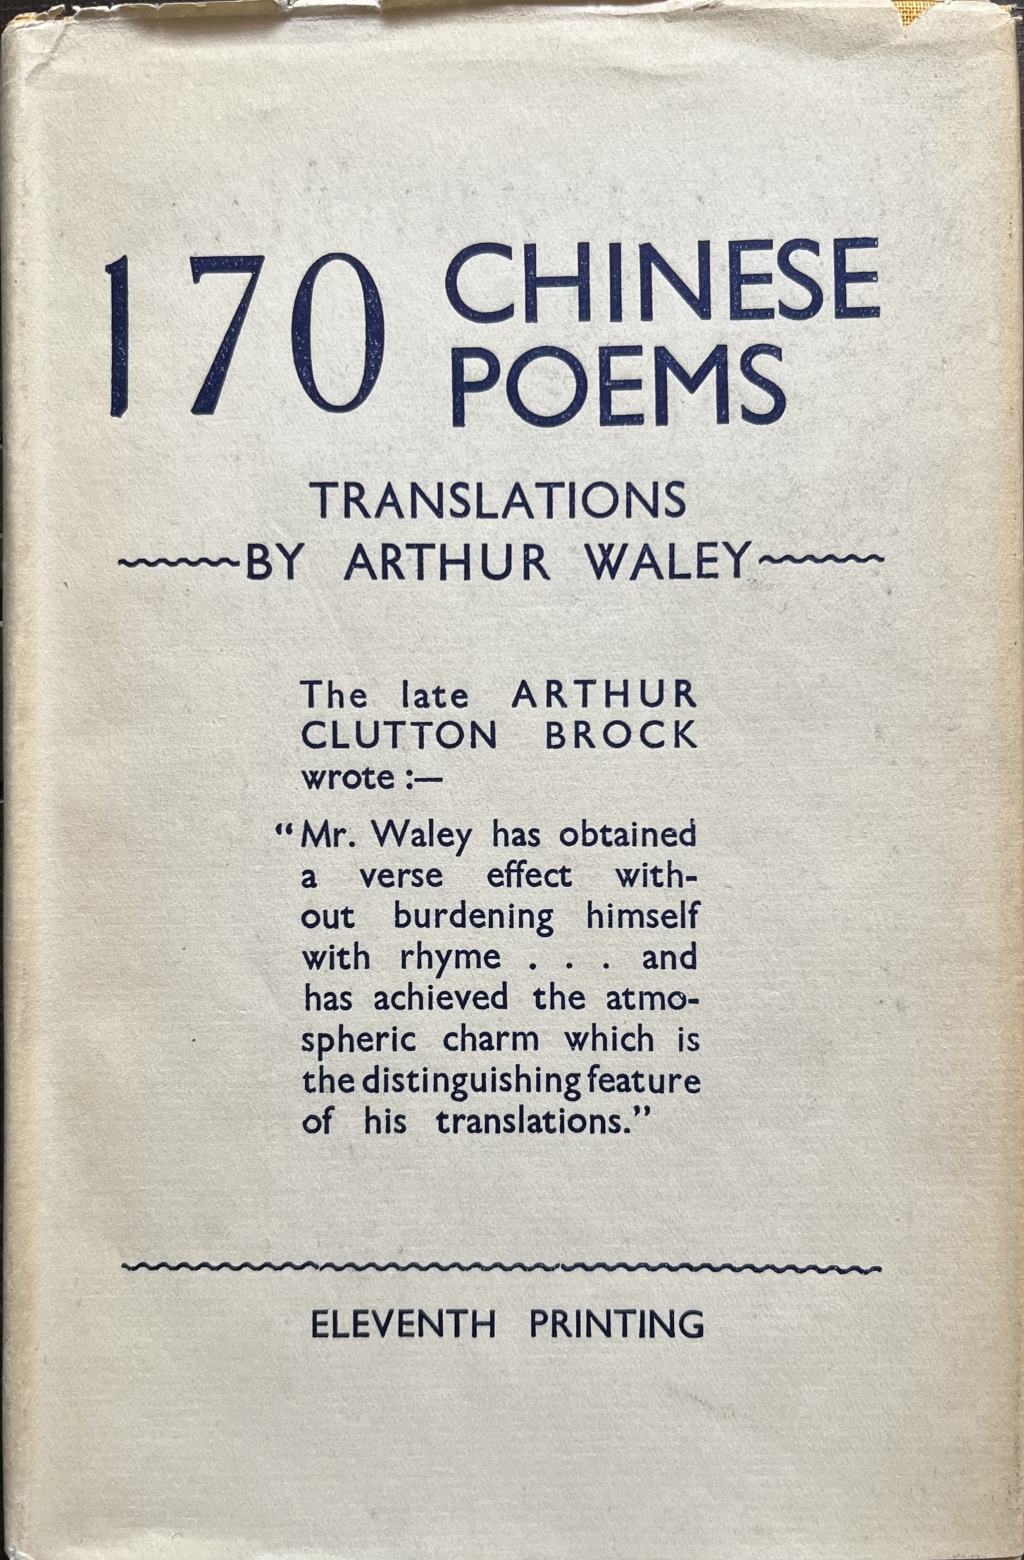 170 CHINESE
POEMS
TRANSLATIONS
BY ARTHUR WALEY
The late ARTHUR
CLUTTON BROCK
wrote :—
“Mr. Waley has obtained
a verse effect with-
out burdening himself
with rhyme . . . and
has achieved the atmo-
spheric charm which is
the distinguishing feature
of his translations.”
ELEVENTH PRINTING